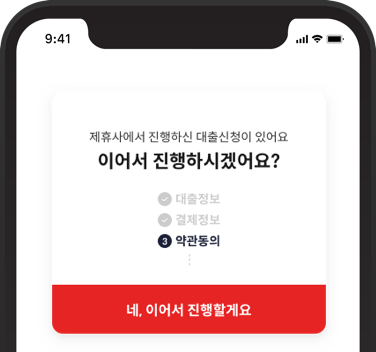 9:41
제휴사에서 진행하신 대출신청이 있어요
이어서 진행하시겠어요?
대출정보
결제정보
3 약관동의
네, 이어서 진행할게요